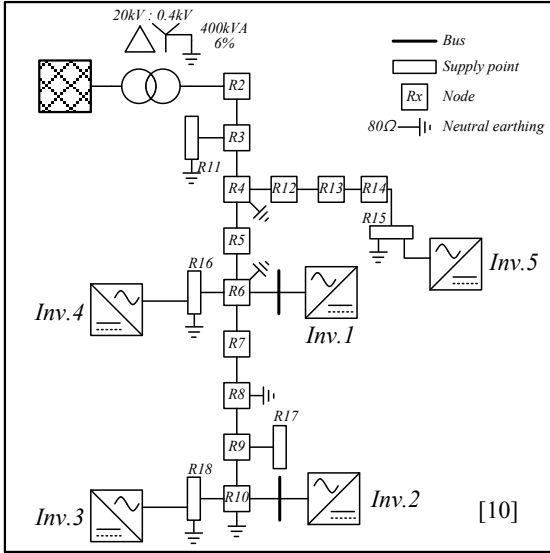 20kV : 0.4kV
400kVA
6%
Bus
Supply point
Rx
Node
80Ω
Neutral earthing
R2
R3
R11
R4
R12
R13
R14
R15
R5
Inv.5
R16
R6
Inv.4
Inv.1
R7
R8
R17
R9
R18
R10
Inv.3
Inv.2
[10]